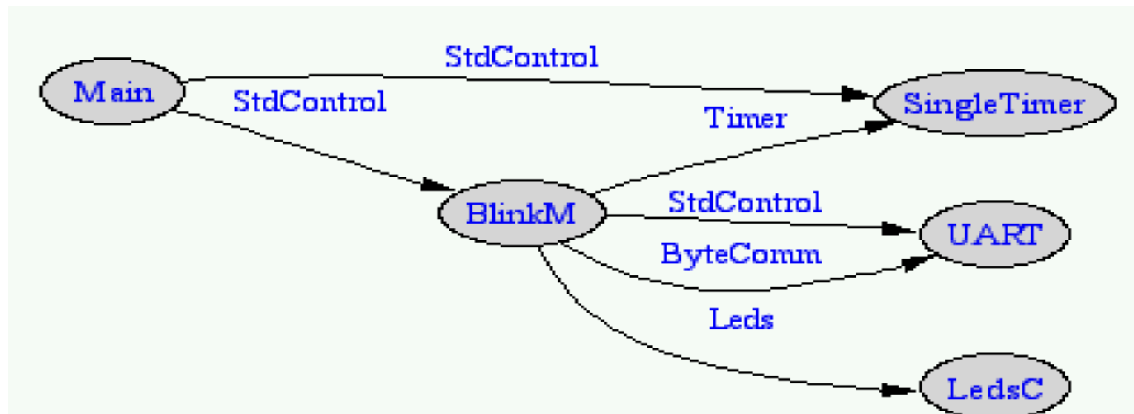 StdControl
Main
StdControl
SingleTimer
Timer
BlinkM
StdControl
UART
ByteComm
Leds
LedsC